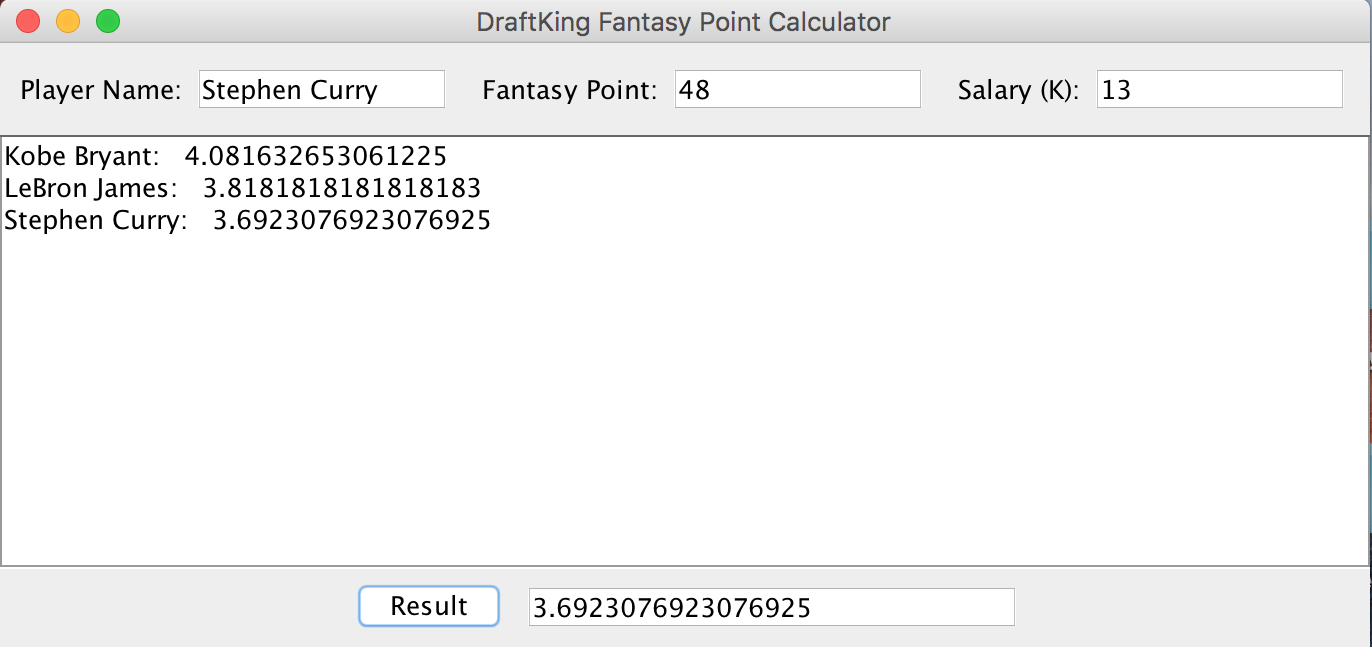 DraftKing Fantasy Point Calculator
Player Name: Stephen Curry Fantasy Point: 48 Salary (K): 13
Kobe Bryant: 4.081632653061225
LeBron James: 3.8181818181818183
Stephen Curry: 3.6923076923076925
Result 3.6923076923076925